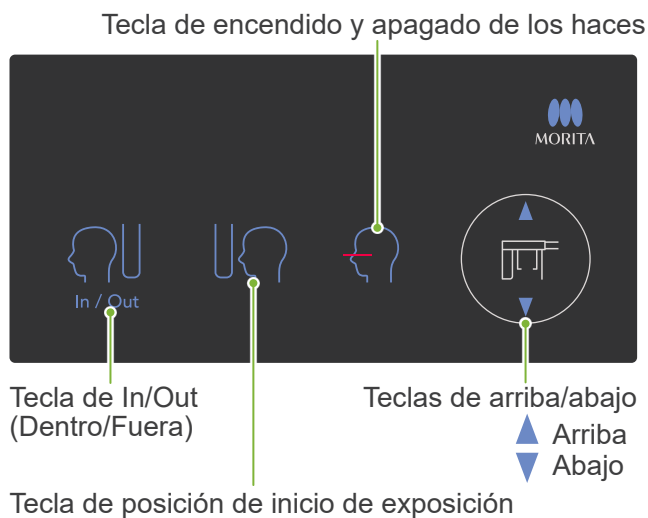 Tecla de encendido y apagado de los haces
MORITA
In / Out
Tecla de In/Out
(Dentro/Fuera)
Teclas de arriba/abajo
Arriba
Abajo
Tecla de posición de inicio de exposición